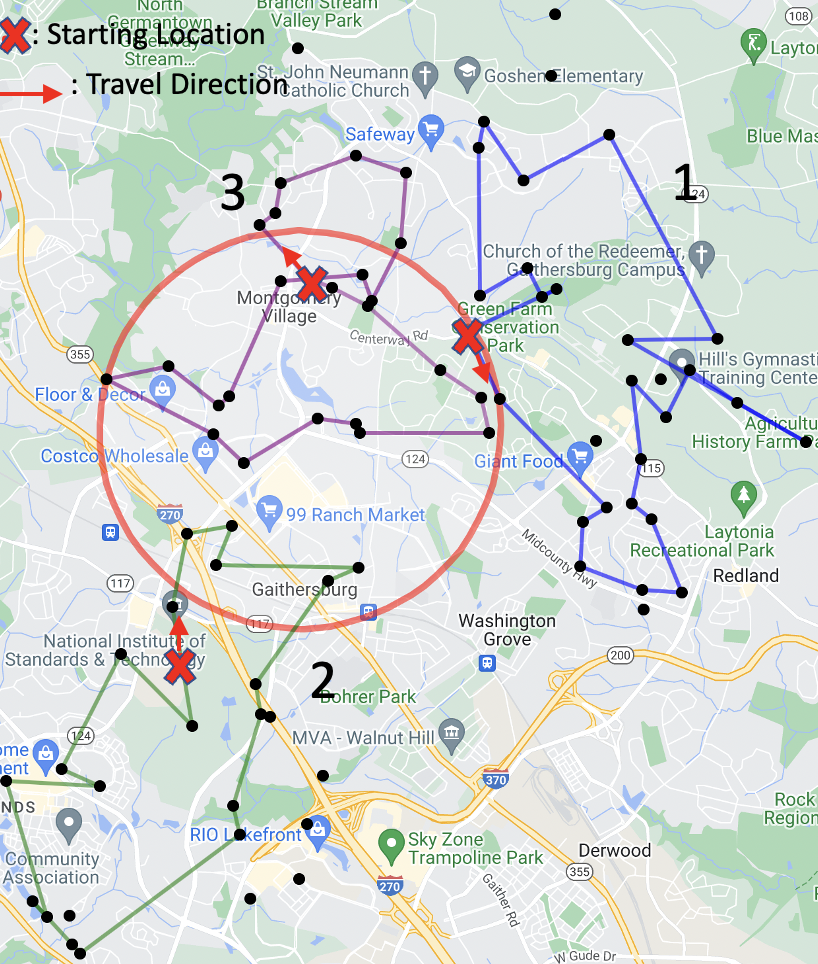 North
Germantown
Greenway
Stream...
Branch Stream
Valley Park
108
: Starting Location
St. John Neumann
Catholic Church
Goshen Elementary
: Travel Direction
Safeway
Blue Mas
3
1
24
Church of the Redeemer,
Gaithersburg Campus
Montgomery
Village
Green Farm
Conservation
Park
Centerway Rd
355
Hill's Gymnasti
Training Cente
Floor & Decor
Agricultu
History Farm Pa
Costco Wholesale
124
Giant Food
115
270
99 Ranch Market
Laytonia
Recreational Park
Midcounty Hwy
117
Gaithersburg
Redland
117
Washington
Grove
National Institute of
Standards & Technology
200
2
Bohrer Park
124
MVA - Walnut Hill
ome
ment
370
NDS
Rock
Region
RIO Lakefront
Sky Zone
Trampoline Park
Derwood
Community
Association
355
270
Gaither Rd
W Gude Dr